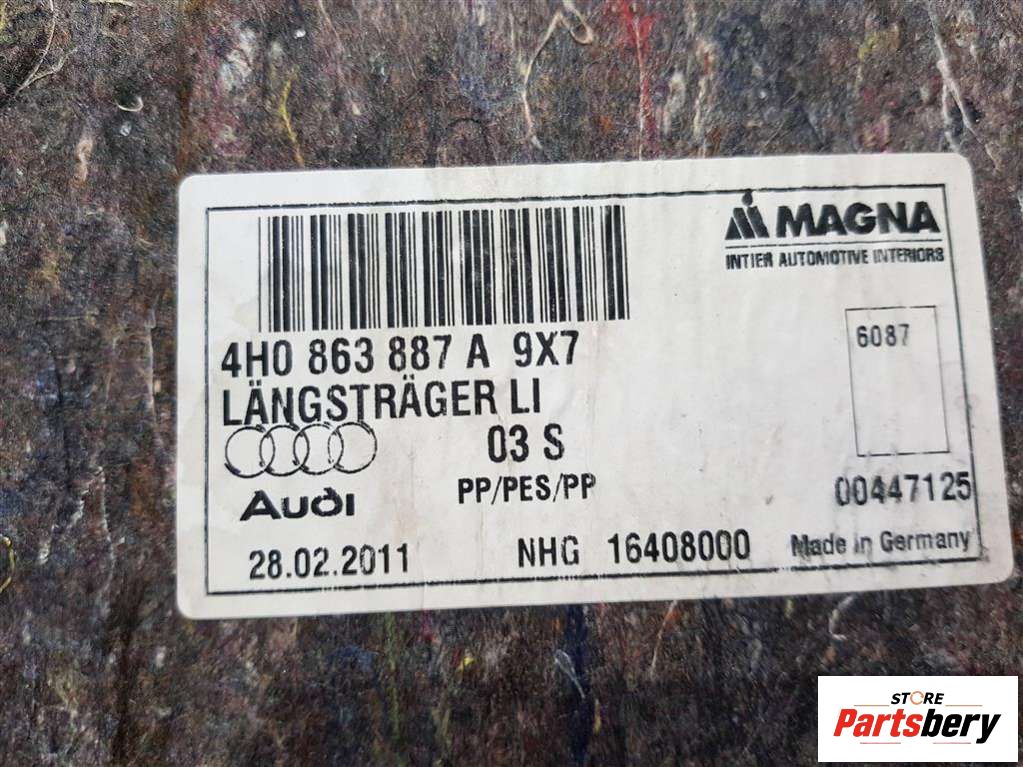 MAGNA
INTIER AUTOMOTIVE INTERIORS
4H0 863 887 A 9X7
6087
LÄNGSTRÄGER LI
03 S
Audi
PP/PES/PP
00447125
28.02.2011
NHG 16408000
Made in Germany
STORE
Partsbery